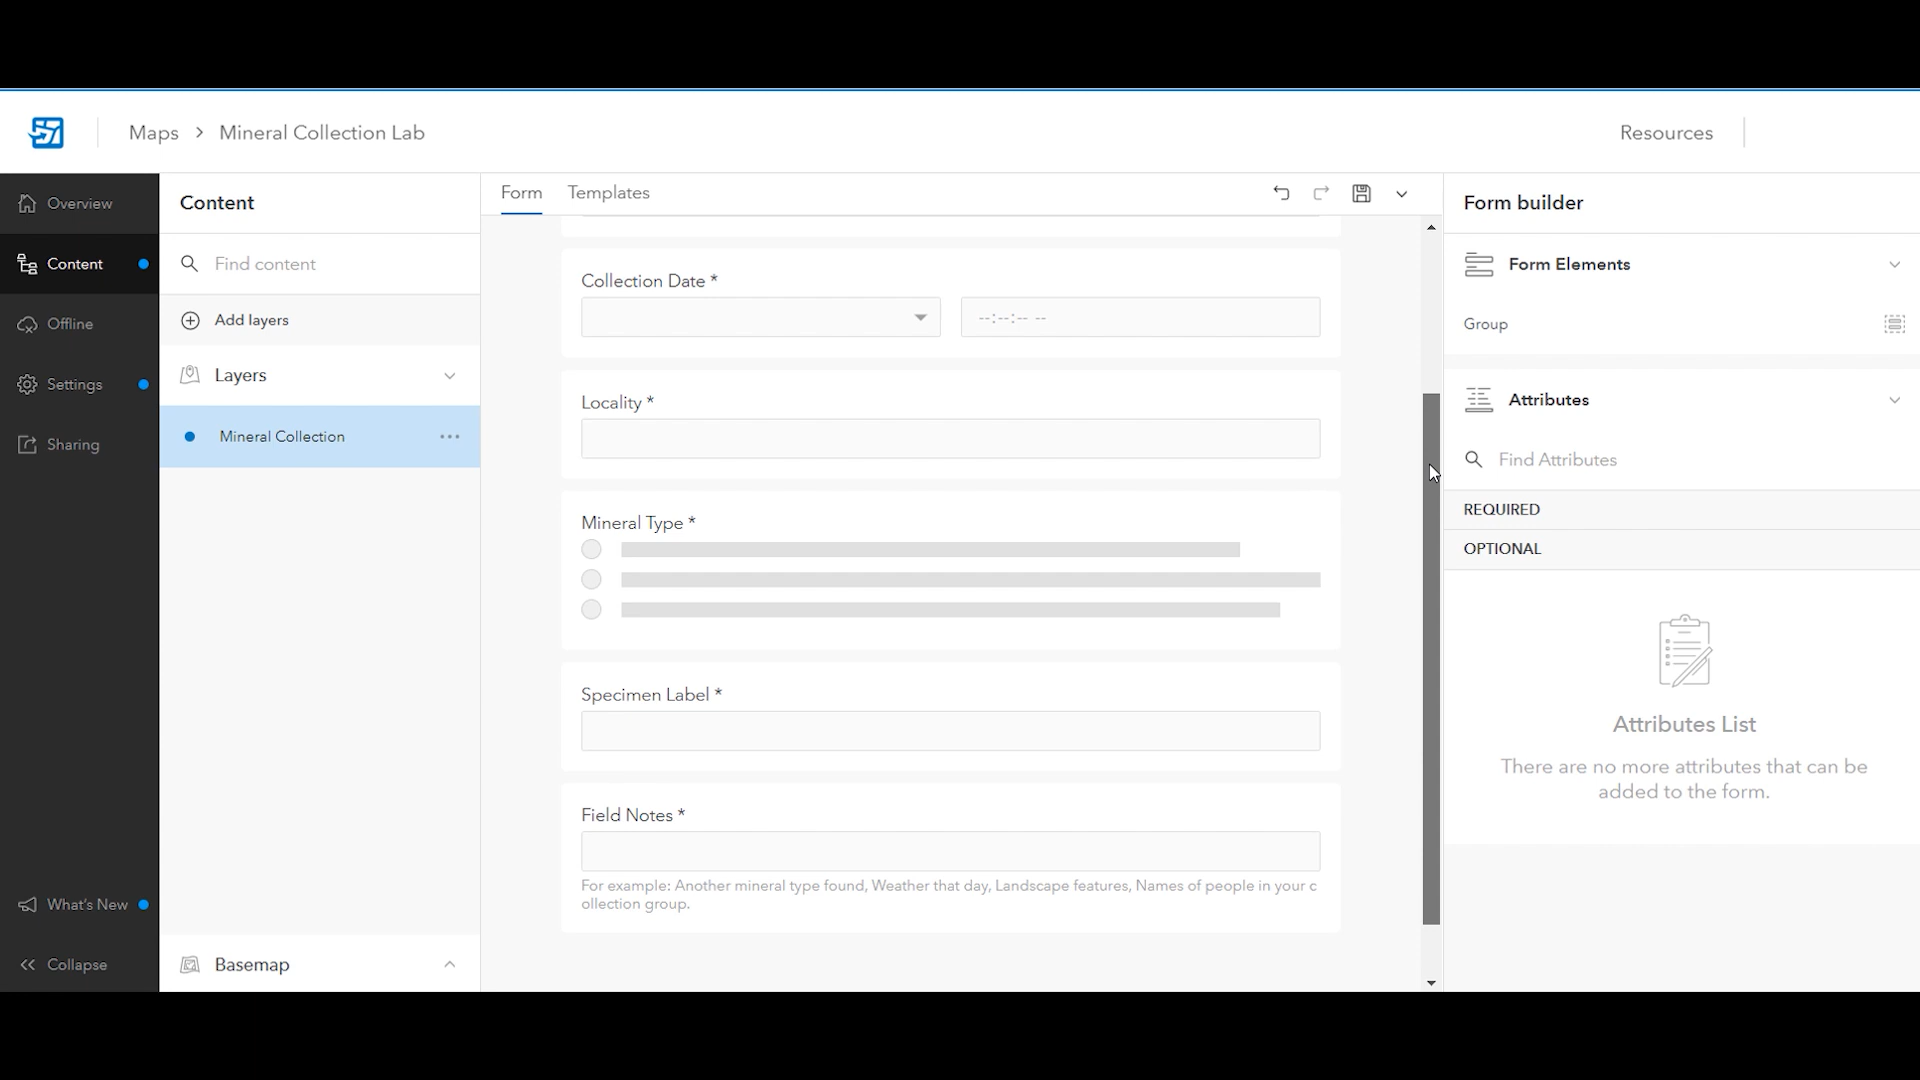 Maps > Mineral Collection Lab
Resources
Overview
Content
Offline
Settings
Sharing
What's New
Collapse
Content
Find content
Add layers
Layers
Mineral Collection
Basemap
Form Templates
Collection Date *
--:--:-- --
Locality *
Mineral Type *
Specimen Label *
Field Notes *
For example: Another mineral type found, Weather that day, Landscape features, Names of people in your c
ollection group.
Form builder
Form Elements
Group
Attributes
Find Attributes
REQUIRED
OPTIONAL
Attributes List
There are no more attributes that can be
added to the form.